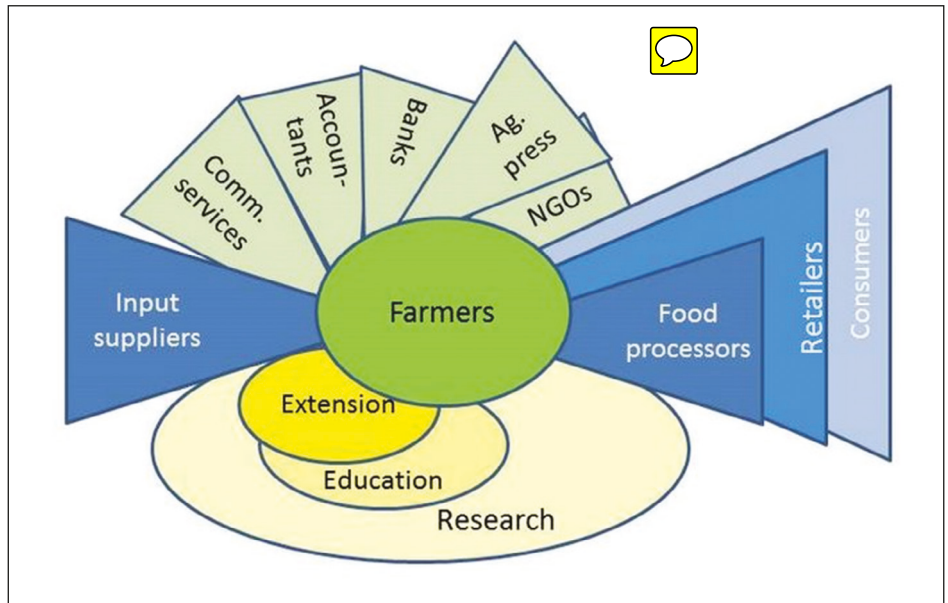 Comm.
services
Accoun-
tants
Banks
Ag.
press
NGOs
Input
suppliers
Farmers
Food
processors
Retailers
Consumers
Extension
Education
Research